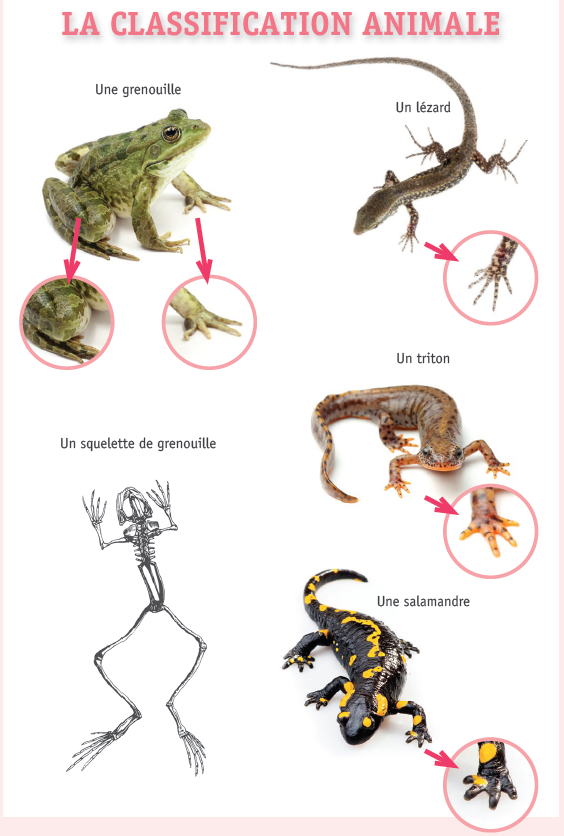 LA CLASSIFICATION ANIMALE
Une grenouille
Un lézard
Un triton
Un squelette de grenouille
Une salamandre